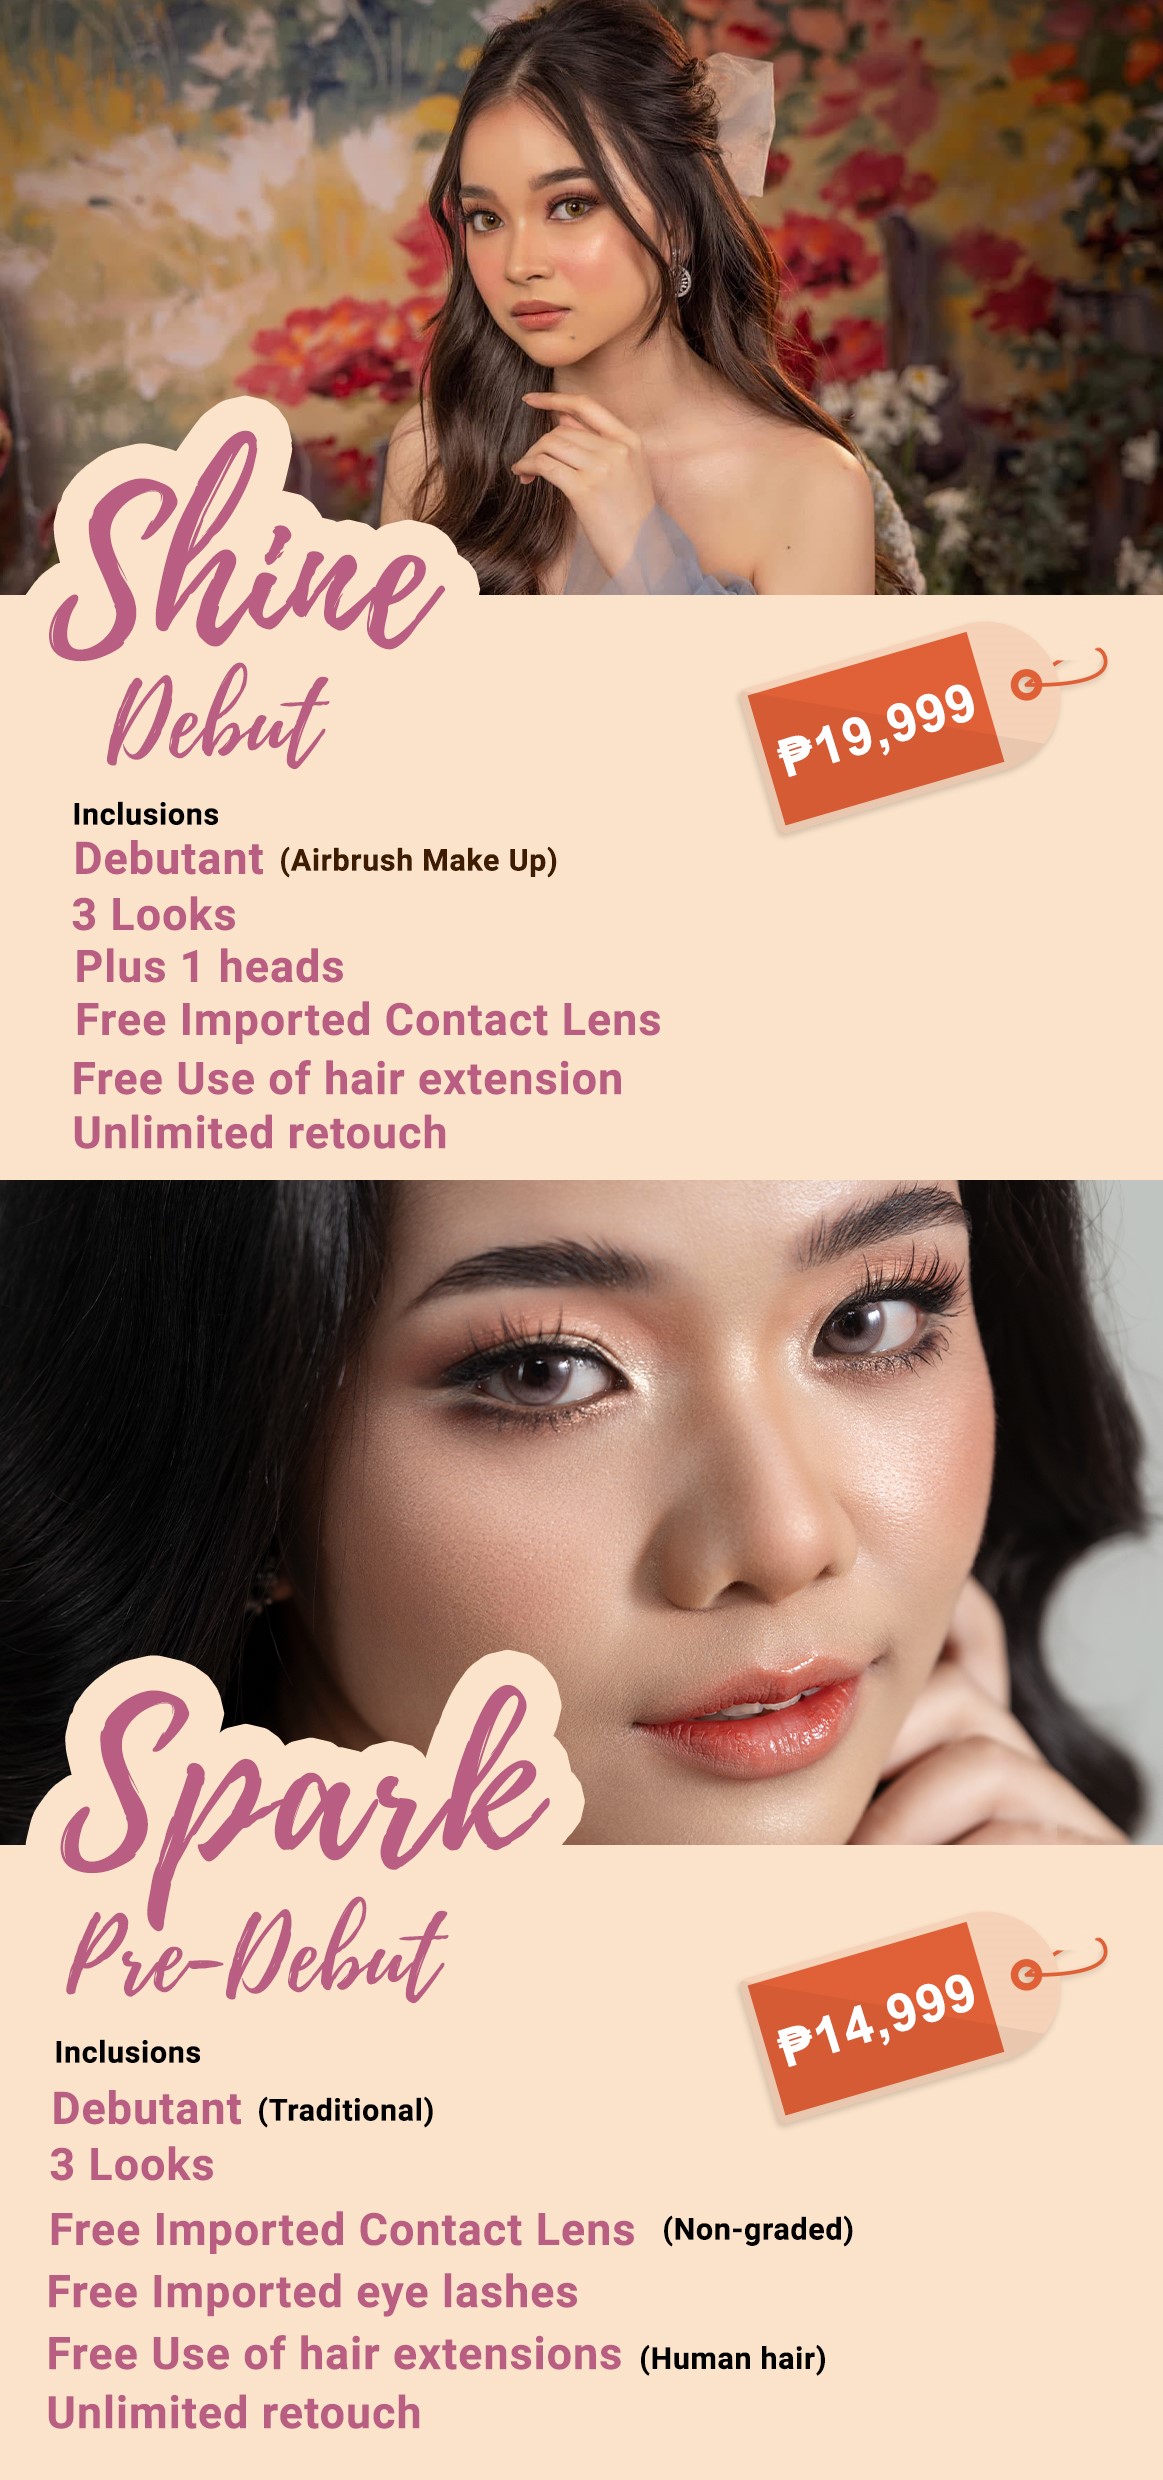 Shine
Debut
₱19,999
Inclusions
Debutant (Airbrush Make Up)
3 Looks
Plus 1 heads
Free Imported Contact Lens
Free Use of hair extension
Unlimited retouch
Spark
Pre-Debut
₱14,999
Inclusions
Debutant (Traditional)
3 Looks
Free Imported Contact Lens (Non-graded)
Free Imported eye lashes
Free Use of hair extensions (Human hair)
Unlimited retouch